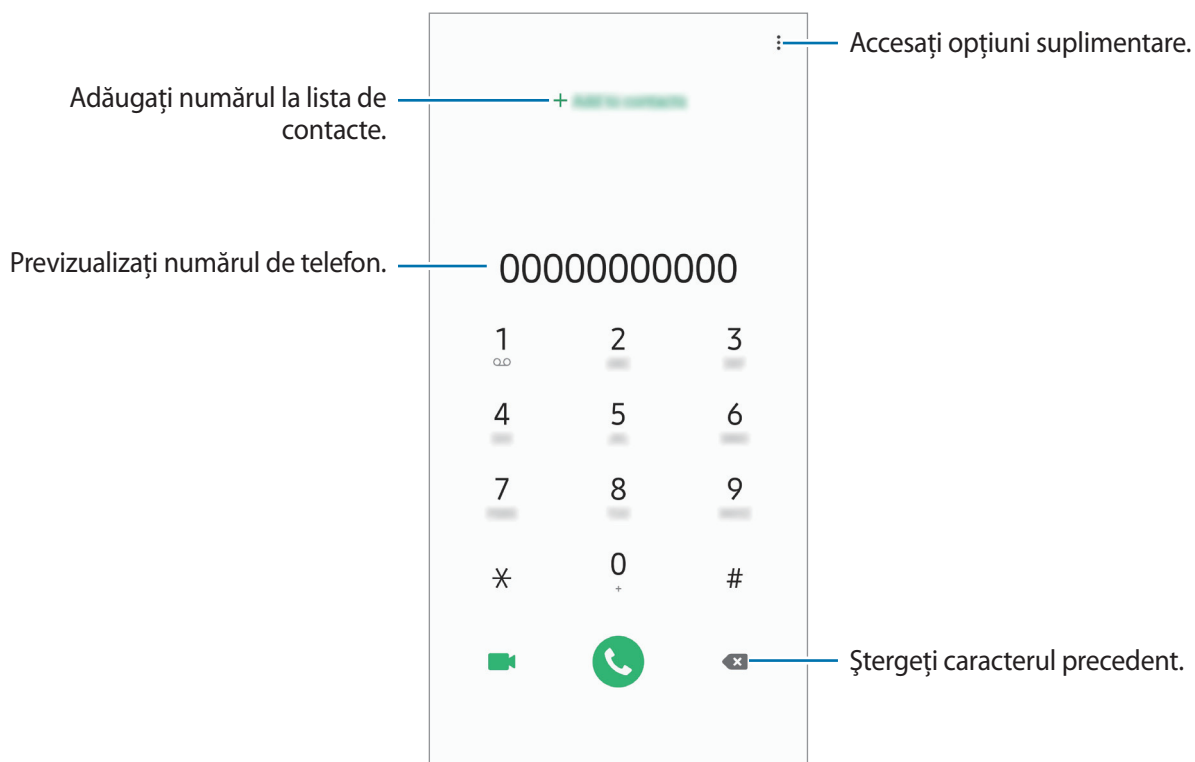 Accesați opțiuni suplimentare.
Adăugați numărul la lista de
contacte.
Previzualizați numărul de telefon.
00000000000
1 2 3
4 5 6
7 8 9
* 0 #
+
Ștergeți caracterul precedent.